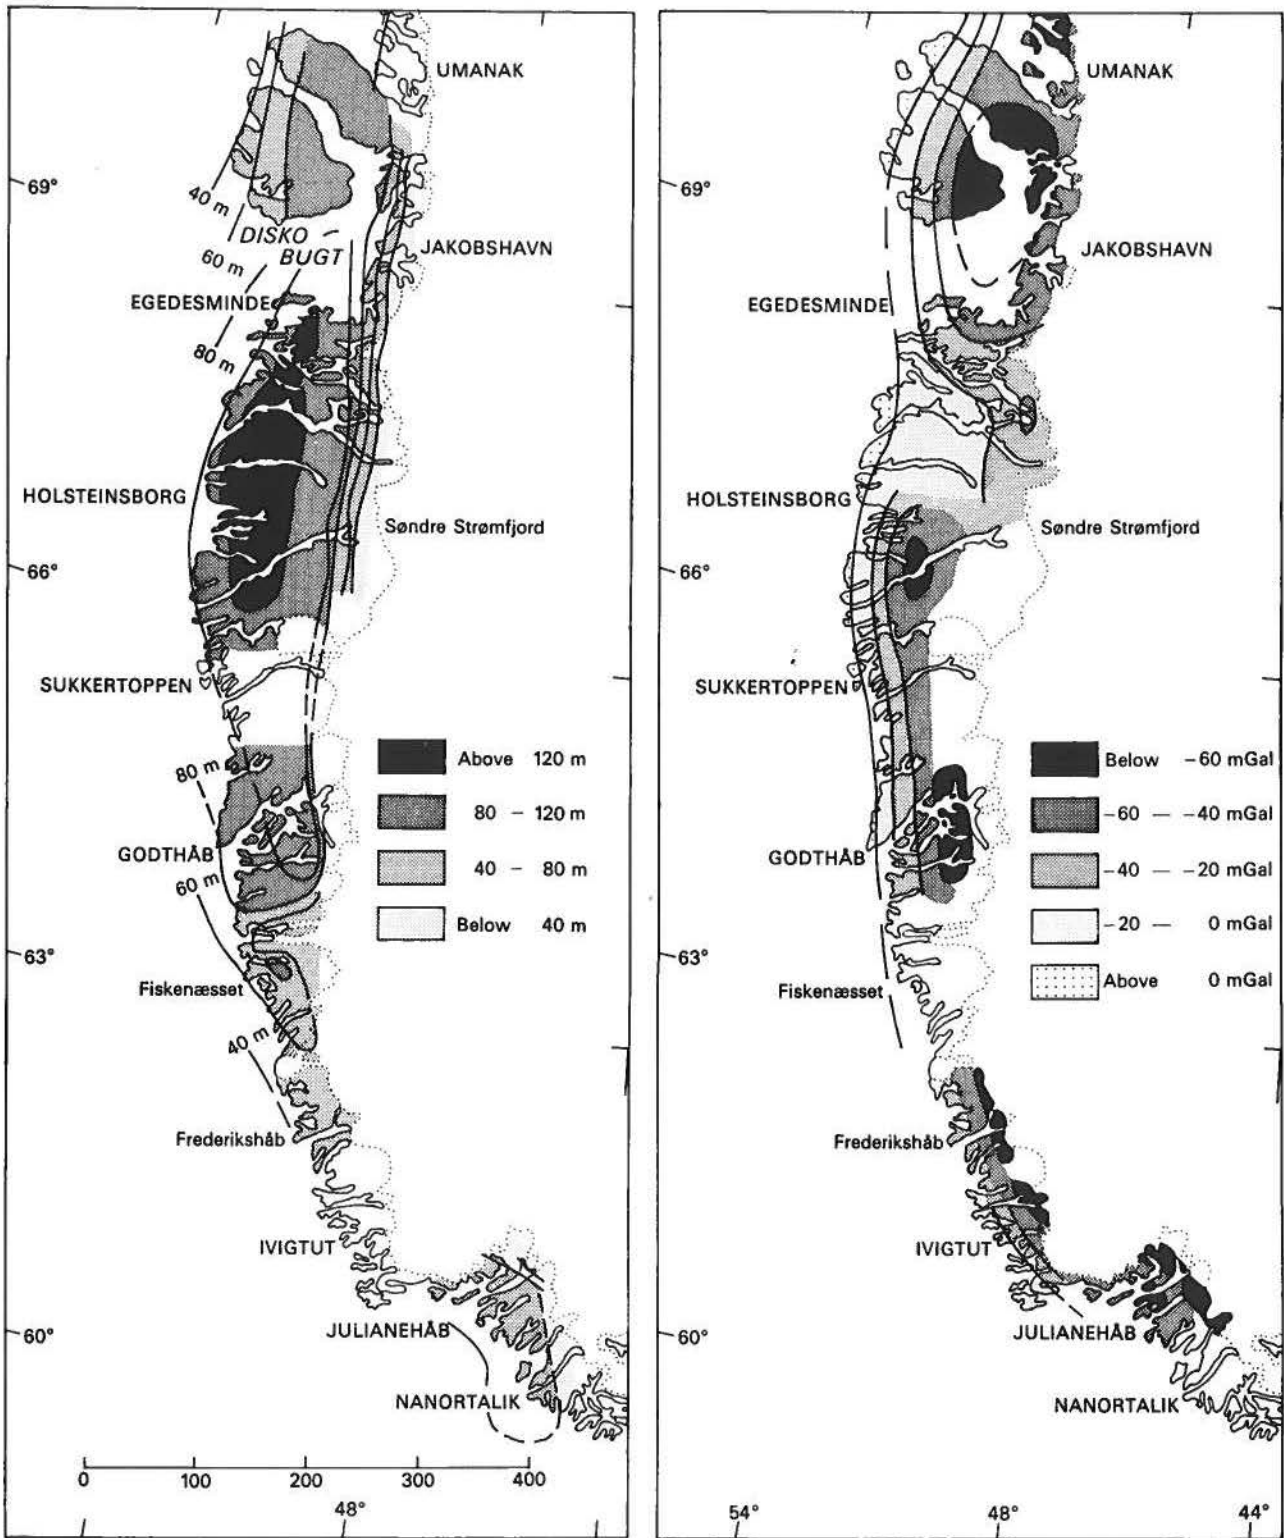 UMANAK
69°
40 m
DISKO
BUGT
60 m
JAKOBSHAVN
EGEDESMINDE
80 m
HOLSTEINSBORG
Søndre Strømfjord
66°
SUKKERTOPPEN
80 m
Above 120 m
80 – 120 m
GODTHÅB
60 m
40 – 80 m
Below 40 m
63°
Fiskenæsset
40 m
Frederikshåb
IVIGTUT
60°
JULIANEHÅB
NANORTALIK
0 100 200 300 400
48°
UMANAK
69°
JAKOBSHAVN
EGEDESMINDE
HOLSTEINSBORG
Søndre Strømfjord
66°
SUKKERTOPPEN
Below -60 mGal
-60 — -40 mGal
GODTHÅB
-40 — -20 mGal
-20 — 0 mGal
63°
Above 0 mGal
Fiskenæsset
Frederikshåb
IVIGTUT
60°
JULIANEHÅB
NANORTALIK
54° 48° 44°